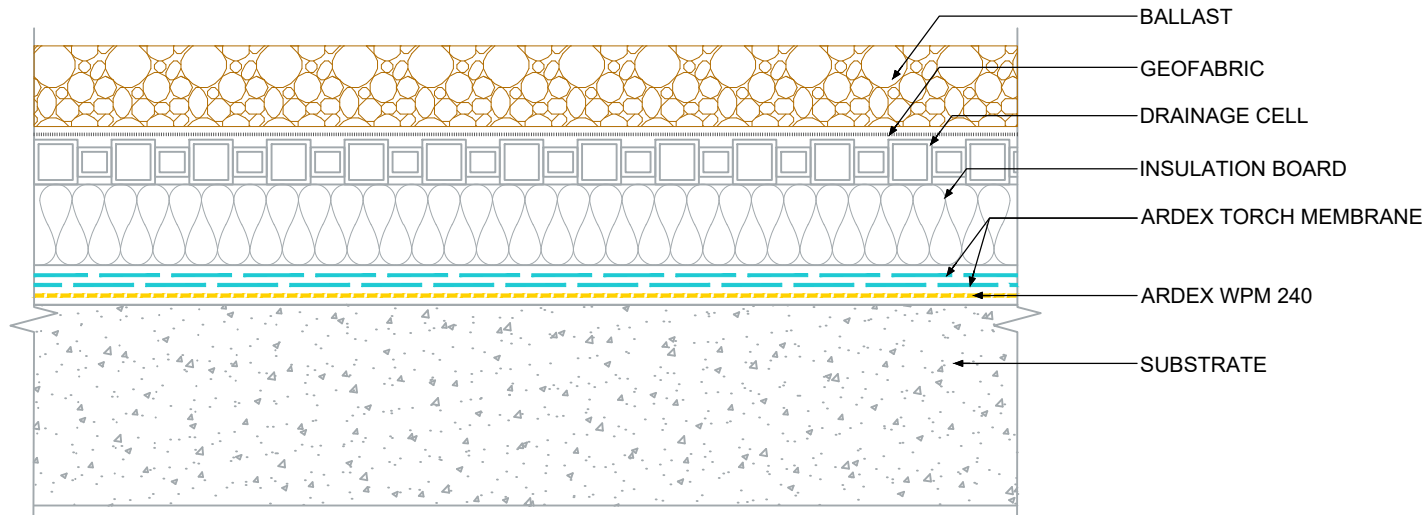 BALLAST
GEOFABRIC
DRAINAGE CELL
INSULATION BOARD
ARDEX TORCH MEMBRANE
ARDEX WPM 240
SUBSTRATE